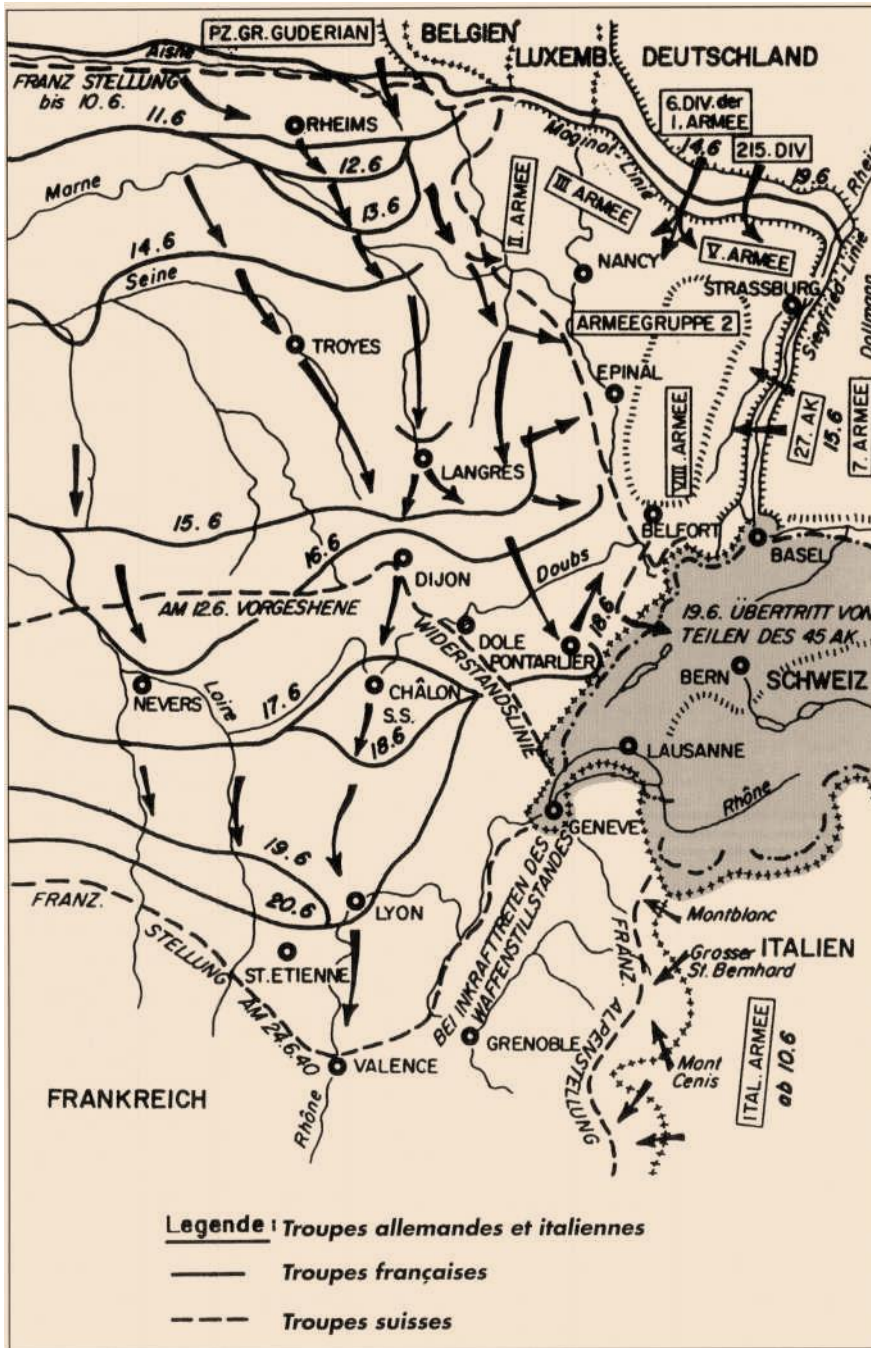 PZ.GR. GUDERIAN
BELGIEN
LUXEMB.
DEUTSCHLAND
Aisne
FRANZ STELLUNG
bis 10.6.
11.6
RHEIMS
12.6
13.6
Marne
14.6
Seine
TROYES
II. ARMEE
III ARMEE
Maginot-Linie
6.DIV. der
I. ARMEE
14.6
215.DIV
19.6
Rhein
V. ARMEE
NANCY
STRASSBURG
Siegfried-Linie
Dollmann
ARMEEGRUPPE 2
EPINAL
VIII ARMEE
27. AK
15.6
7. ARMEE
LANGRES
15.6
16.6
BELFORT
BASEL
DIJON
Doubs
AM 12.6. VORGESHENE
WIDERSTANDSLINIE
DOLE
PONTARLIER
18.6
19.6. ÜBERTRITT VON
TEILEN DES 45 AK.
BERN
SCHWEIZ
NEVERS
Loire
17.6
CHÂLON
S.S.
18.6
LAUSANNE
Rhône
GENEVE
19.6
20.6
FRANZ.
STELLUNG
AM 24.6.40
LYON
ST.ETIENNE
BEI INKRAFTTRETEN DES
WAFFENSTILLSTANDES
FRANZ. ALPENSTELLUNG
Montblanc
Grosser
St. Bernhard
ITALIEN
VALENCE
GRENOBLE
Mont
Cenis
ITAL. ARMEE
ab 10.6
FRANKREICH
Rhône
Legende : Troupes allemandes et italiennes
Troupes françaises
Troupes suisses